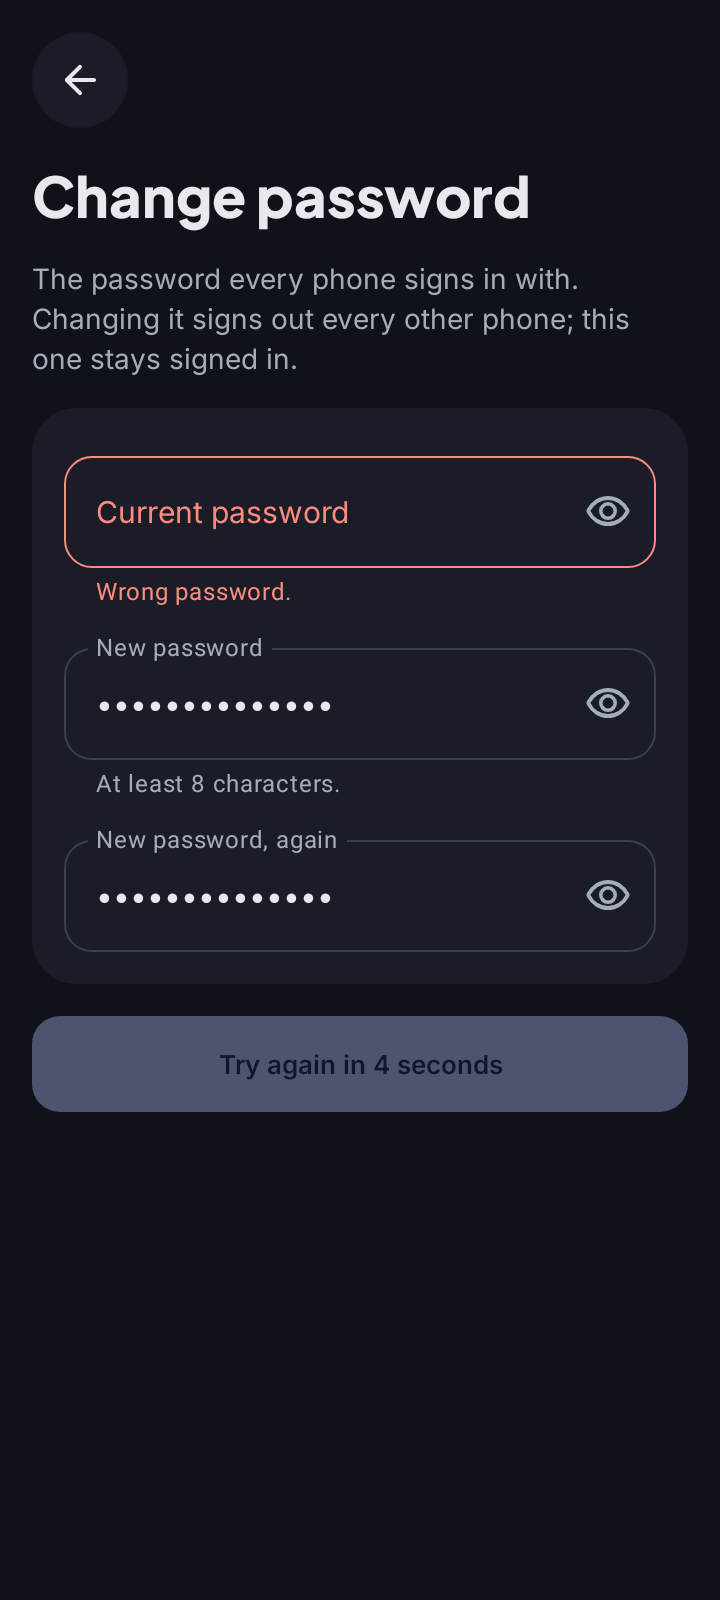 Change password
The password every phone signs in with.
Changing it signs out every other phone; this
one stays signed in.
Current password
Wrong password.
New password
••••••••••••••
At least 8 characters.
New password, again
••••••••••••••
Try again in 4 seconds